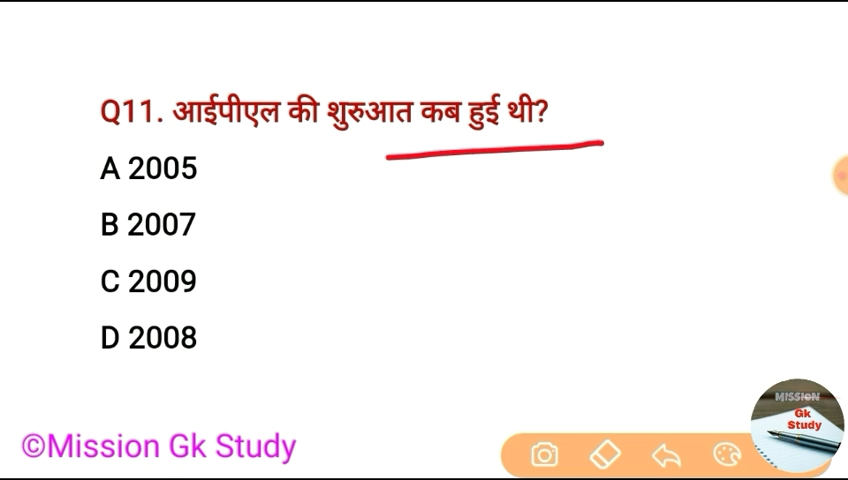 Q11. आईपीएल की शुरुआत कब हुई थी?
A 2005
B 2007
C 2009
D 2008
MISSION
Gk
Study
©Mission Gk Study